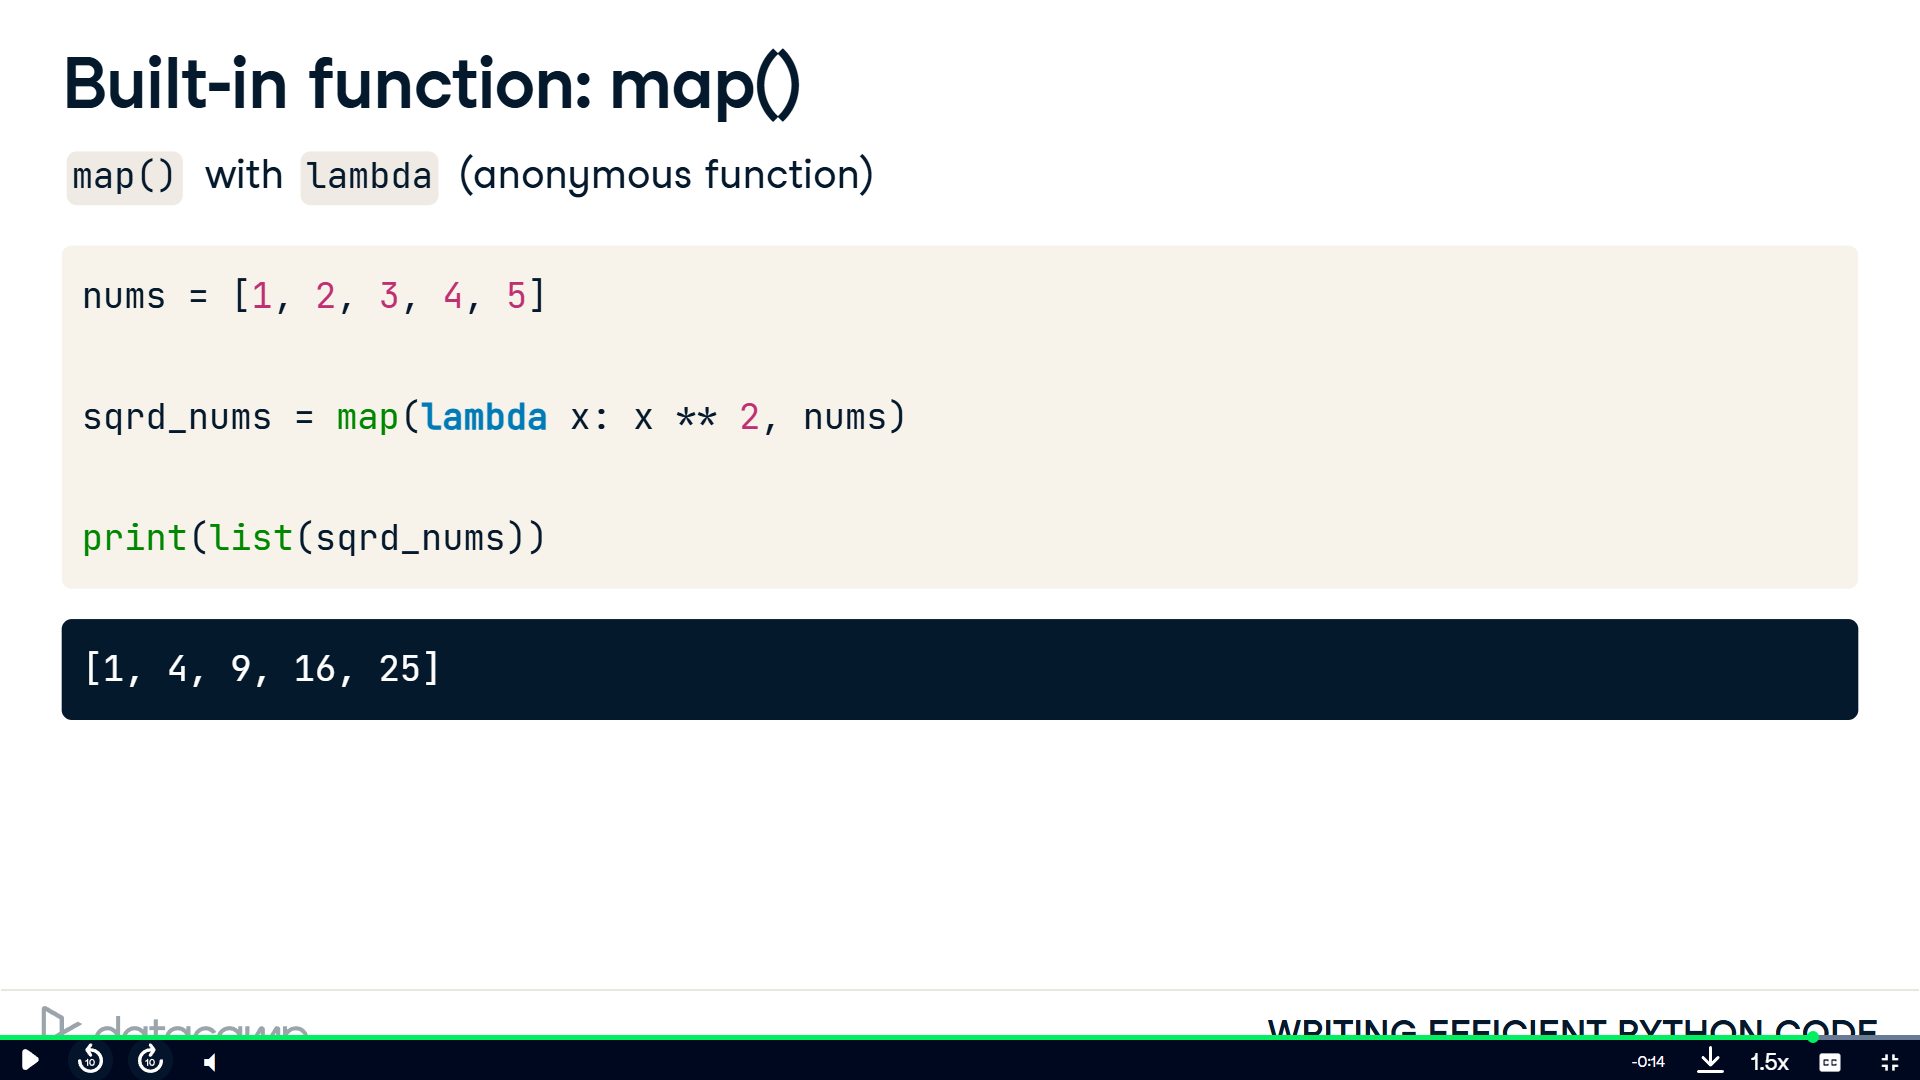 Built-in function: map()
map() with lambda (anonymous function)
nums = [1, 2, 3, 4, 5]
sqrd_nums = map(lambda x: x ** 2, nums)
print(list(sqrd_nums))
[1, 4, 9, 16, 25]
datacamp
WRITING EFFICIENT PYTHON CODE
10
10
-0:14
1.5x
CC